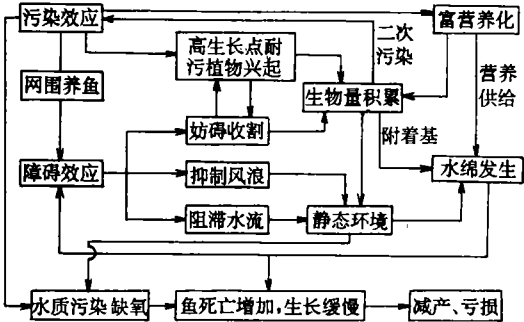 污染效应
富营养化
高生长点耐
污植物兴起
二次
污染
网围养鱼
生物量积累
营养
供给
妨碍收割
附着基
障碍效应
抑制风浪
水绵发生
阻滞水流
静态环境
水质污染缺氧
鱼死亡增加,生长缓慢
减产、亏损